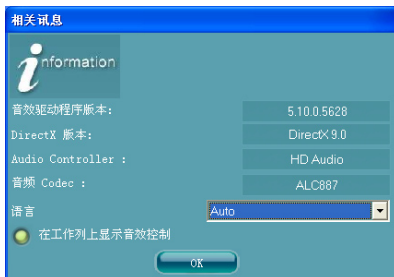 相关讯息
information
音效驱动程序版本: 5.10.0.5628
DirectX 版本: DirectX 9.0
Audio Controller : HD Audio
音频 Codec : ALC887
语言 Auto
在工作列上显示音效控制
OK